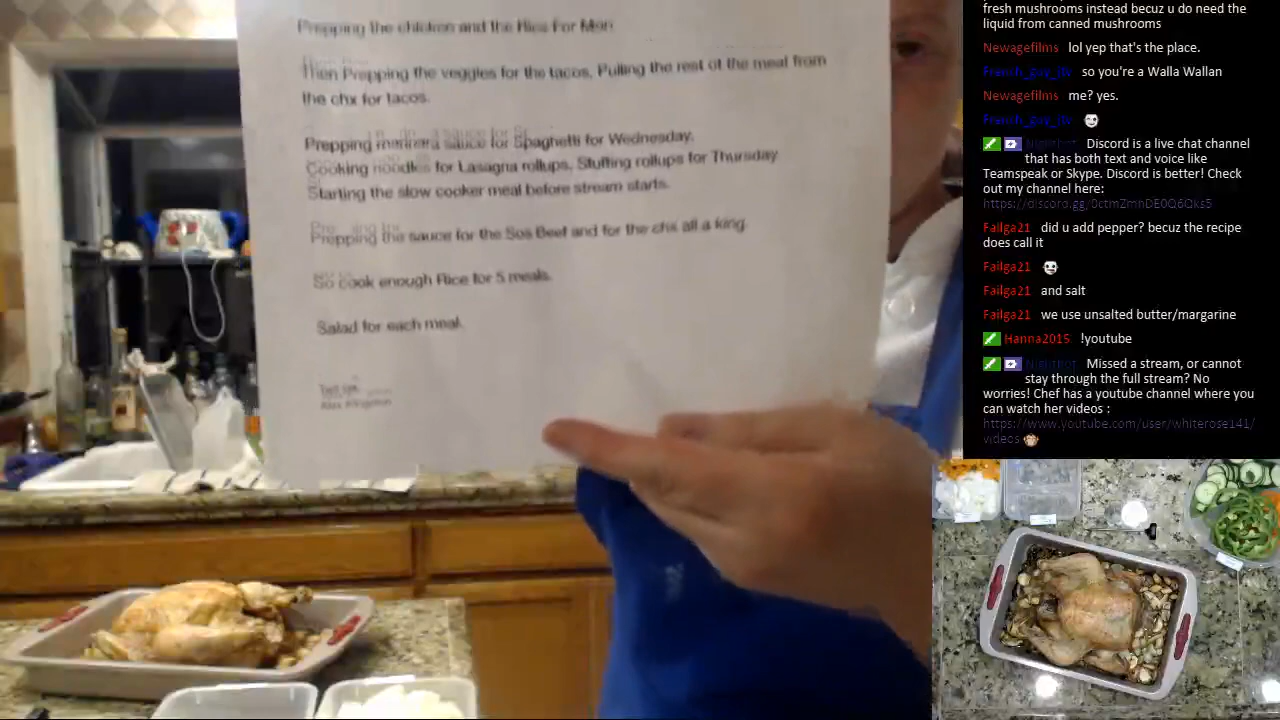 Prepping the chicken and the Rice For Mon
Then Prepping the veggies for the tacos, Pulling the rest of the meal from
the chx for tacos.
Prepping marinara sauce for Spaghetti for Wednesday.
Cooking noodles for Lasagna rollups, Stuffing rollups for Thursday
Starting the slow cooker meal before stream starts.
Prepping the sauce for the Sos Beef and for the chx all a king.
So cook enough Rice for 5 meals.
Salad for each meal.
fresh mushrooms instead becuz u do need the
liquid from canned mushrooms
Newagefilms lol yep that's the place.
French_guy_jtv so you're a Walla Wallan
Newagefilms me? yes.
French_guy_jtv
Nightbot Discord is a live chat channel
that has both text and voice like
Teamspeak or Skype. Discord is better! Check
out my channel here:
https://discord.gg/0ctmZmhDE0Q6Qks5
Failga21 did u add pepper? becuz the recipe
does call it
Failga21
Failga21 and salt
Failga21 we use unsalted butter/margarine
Hanna2015 !youtube
Nightbot Missed a stream, or cannot
stay through the full stream? No
worries! Chef has a youtube channel where you
can watch her videos :
https://www.youtube.com/user/whiterose141/
videos